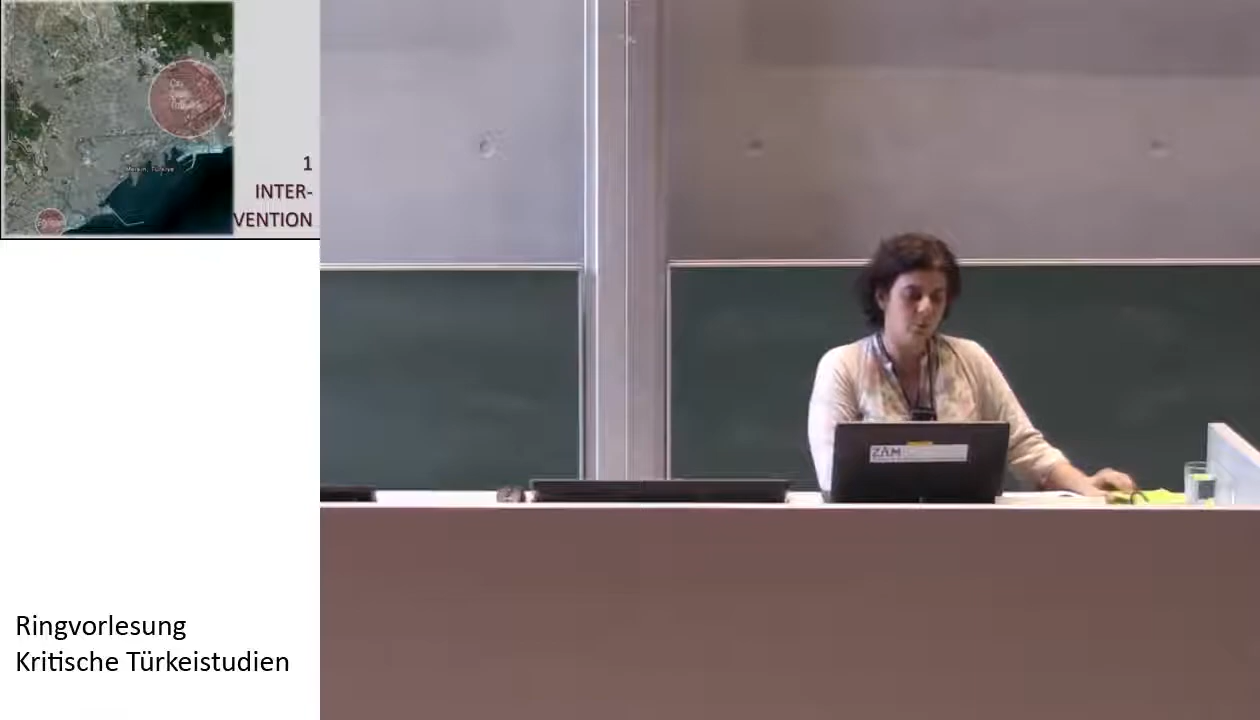 1
INTER-
VENTION
Mersin, Türkiye
ZAM
Ringvorlesung
Kritische Türkeistudien